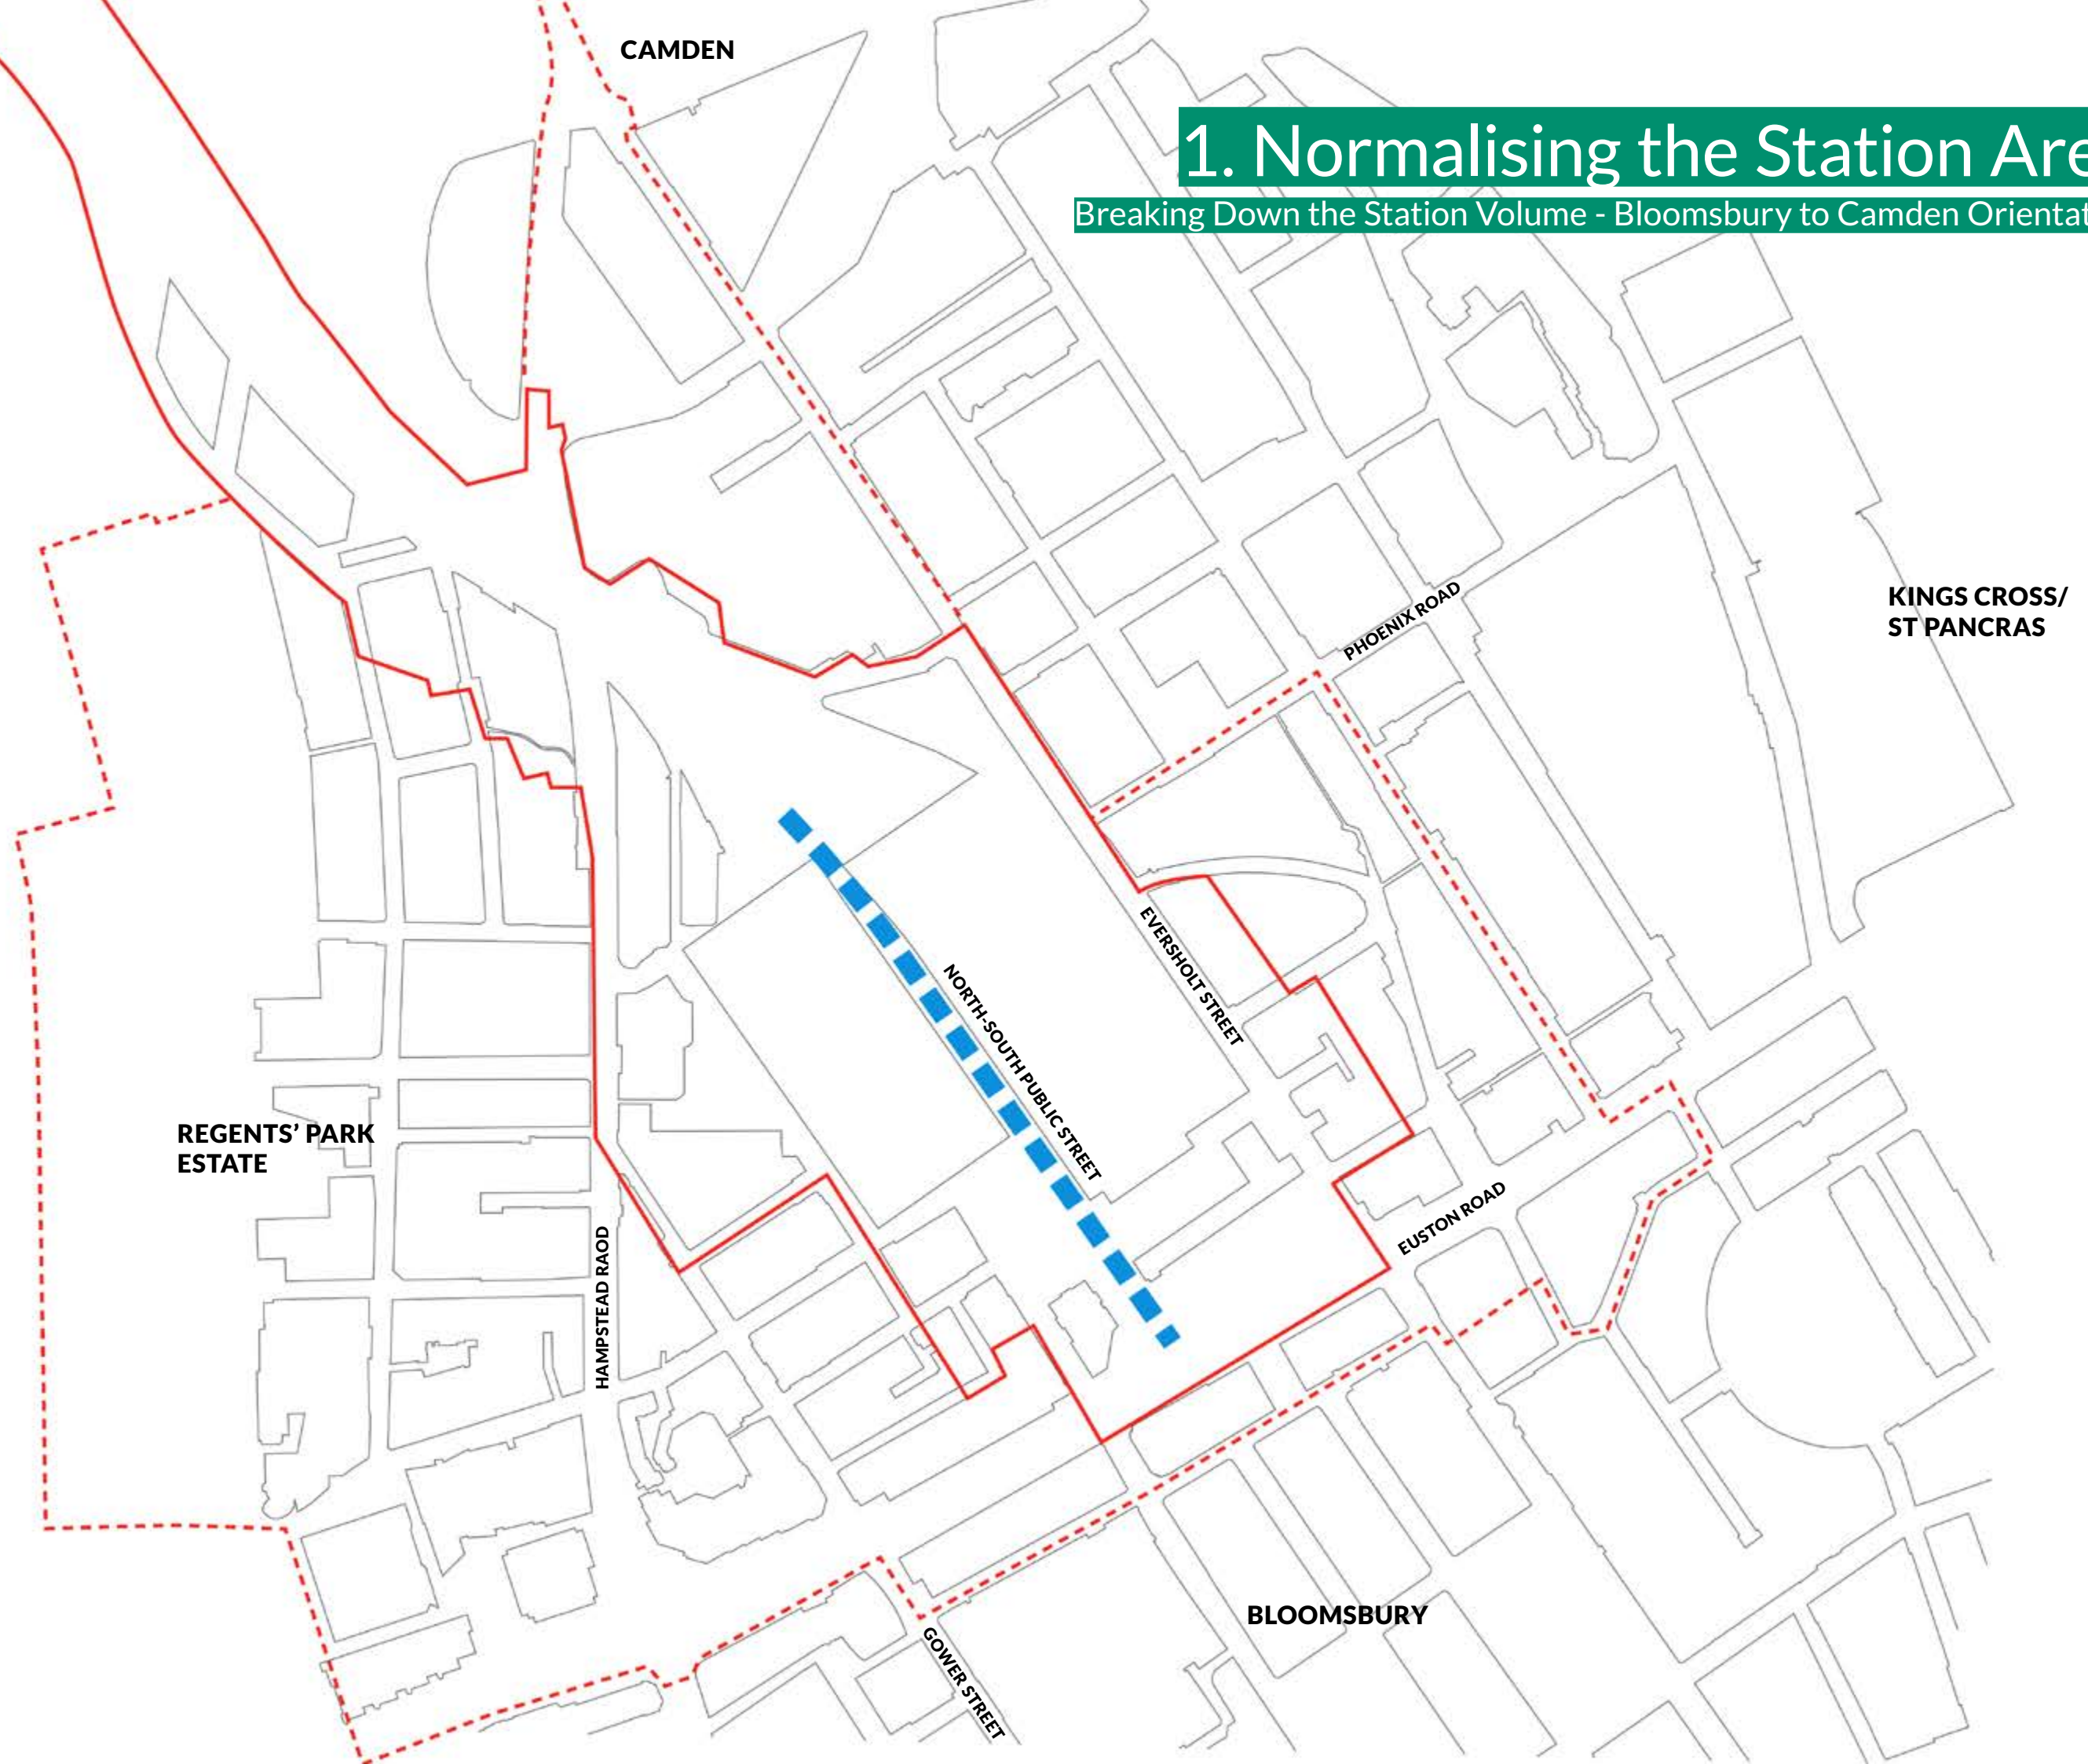 CAMDEN
1. Normalising the Station Are
Breaking Down the Station Volume - Bloomsbury to Camden Orientat
KINGS CROSS/
ST PANCRAS
PHOENIX ROAD
EVERSHOLT STREET
NORTH-SOUTH PUBLIC STREET
REGENTS’ PARK
ESTATE
EUSTON ROAD
HAMPSTEAD RAOD
BLOOMSBURY
GOWER STREET